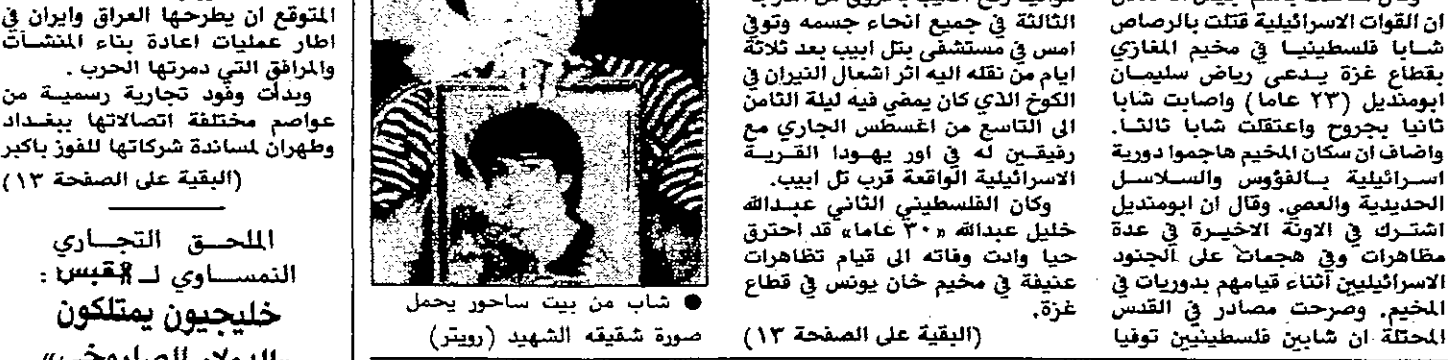 ان القوات الاسرائيلية قتلت بالرصاص
شابا فلسطينيا في مخيم المغازي
بقطاع غزة يدعى رياض سليمان
ابومنديل (٢٣ عاما) واصابت شابا
ثانيا بجروح واعتقلت شابا ثالثا.
واضاف ان سكان المخيم هاجموا دورية
اسرائيلية بالفؤوس والسلاسل
الحديدية والعصي. وقال ان ابومنديل
اشترك في الاونة الاخيرة في عدة
مظاهرات وفي هجمات على الجنود
الاسرائيليين أثناء قيامهم بدوريات في
المخيم. وصرحت مصادر في القدس
المحتلة ان شابين فلسطينيين توفيا
الثالثة في جميع انحاء جسمه وتوفي
امس في مستشفى بتل ابيب بعد ثلاثة
ايام من نقله اليه اثر اشعال النيران في
الكوخ الذي كان يمضي فيه ليلة الثامن
الى التاسع من اغسطس الجاري مع
رفيقين له في اور يهودا القرية
الاسرائيلية الواقعة قرب تل ابيب.
وكان الفلسطيني الثاني عبدالله
خليل عبدالله «٣٠ عاما» قد احترق
حيا وادت وفاته الى قيام تظاهرات
عنيفة في مخيم خان يونس في قطاع
غزة.
(البقية على الصفحة ١٣)
● شاب من بيت ساحور يحمل
صورة شقيقه الشهيد (رويتر)
المتوقع ان يطرحها العراق وايران في
اطار عمليات اعادة بناء المنشآت
والمرافق التي دمرتها الحرب .
وبدأت وفود تجارية رسمية من
عواصم مختلفة اتصالاتها ببغداد
وطهران لمساندة شركاتها للفوز باكبر
(البقية على الصفحة ١٣)
الملحق التجاري
النمساوي لـ القبس :
خليجيون يمتلكون